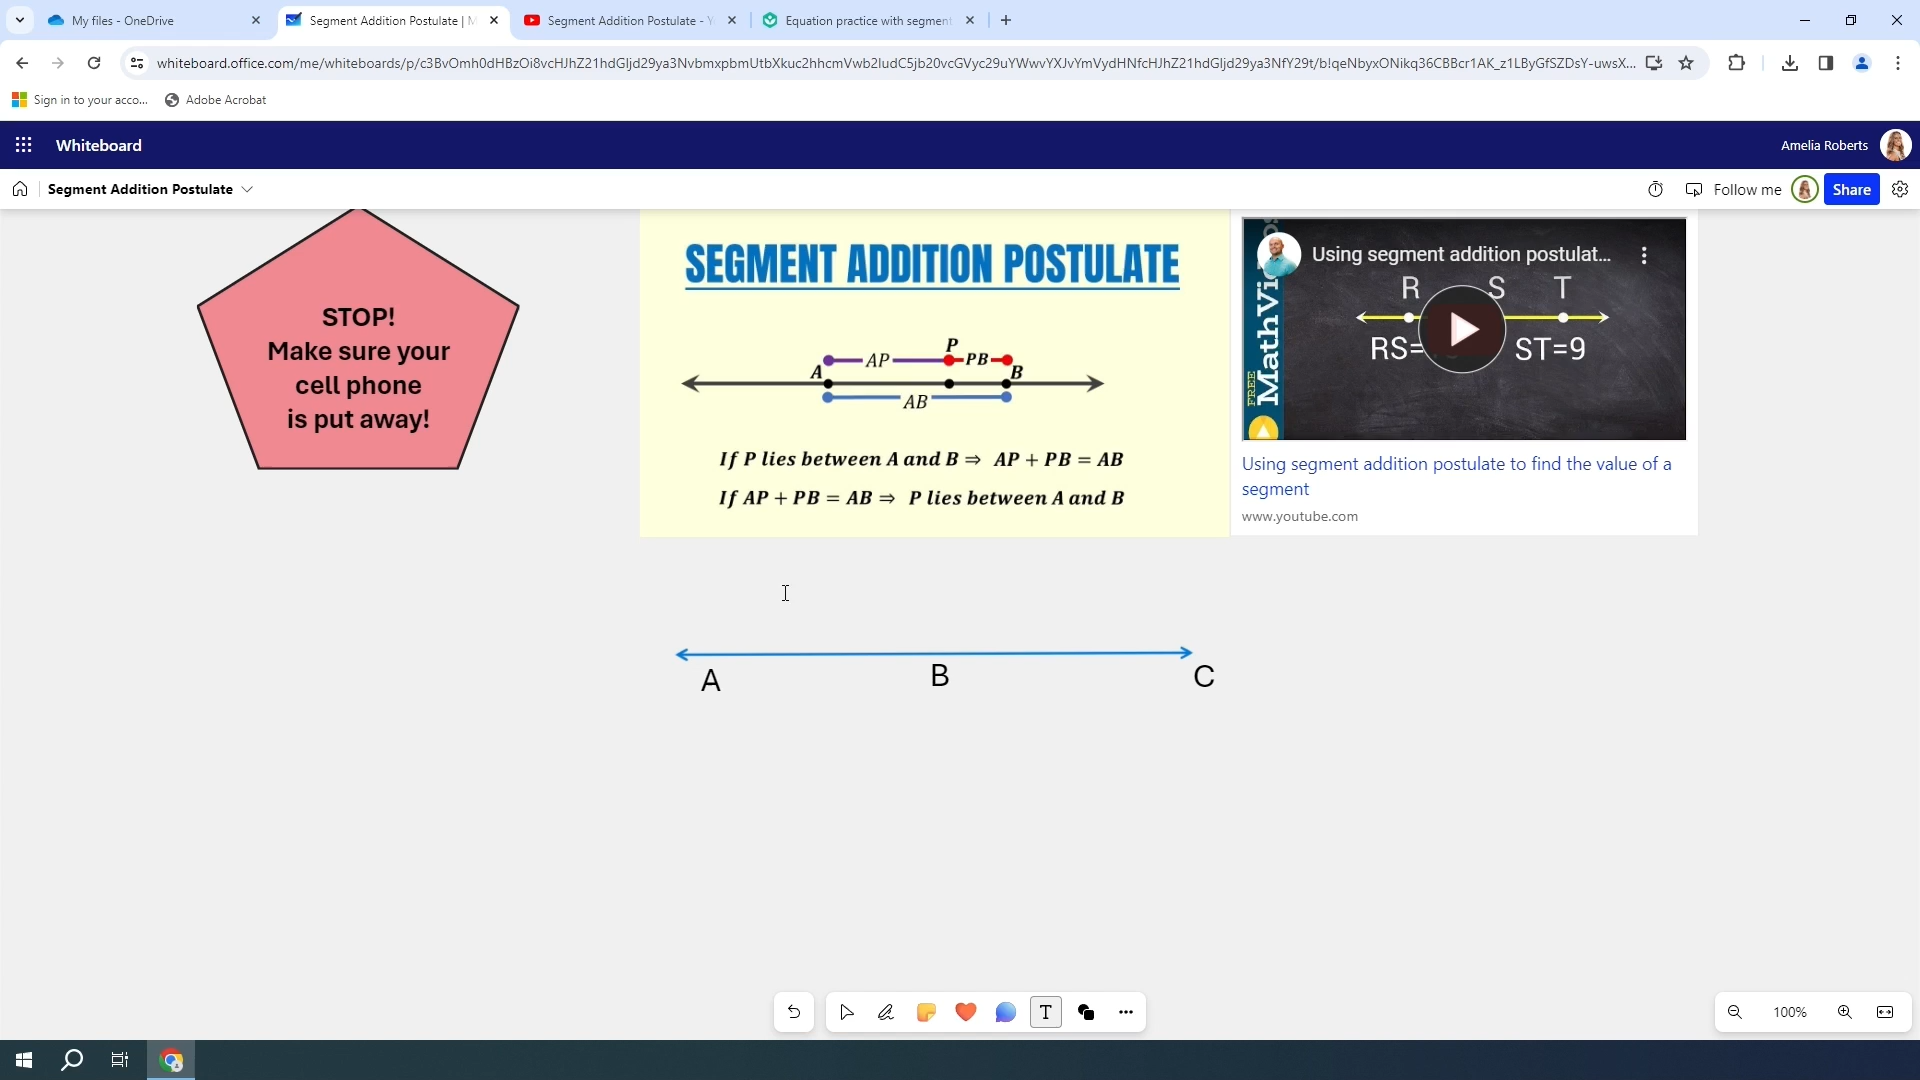 My files - OneDrive
Segment Addition Postulate | M
Segment Addition Postulate - Y
Equation practice with segment
whiteboard.office.com/me/whiteboards/p/c3BvOmh0dHBzOi8vcHJhZ21hdGljd29ya3NvbmxpbmUtbXkuc2hhcmVwb2ludC5jb20vcGVyc29uYWwvYXJvYmVydHNfcHJhZ21hdGljd29ya3NfY29t/b!qeNbyxONikq36CBBcr1AK_z1LByGfSZDsY-uwsX...
Sign in to your acco...
Adobe Acrobat
Whiteboard
Amelia Roberts
Segment Addition Postulate
Follow me
Share
STOP!
Make sure your
cell phone
is put away!
SEGMENT ADDITION POSTULATE
P
AP
PB
A
B
AB
If P lies between A and B ⇒ AP + PB = AB
If AP + PB = AB ⇒ P lies between A and B
Using segment addition postulat...
R S T
RS=
ST=9
FREE
Using segment addition postulate to find the value of a
segment
www.youtube.com
A
B
C
T
100%